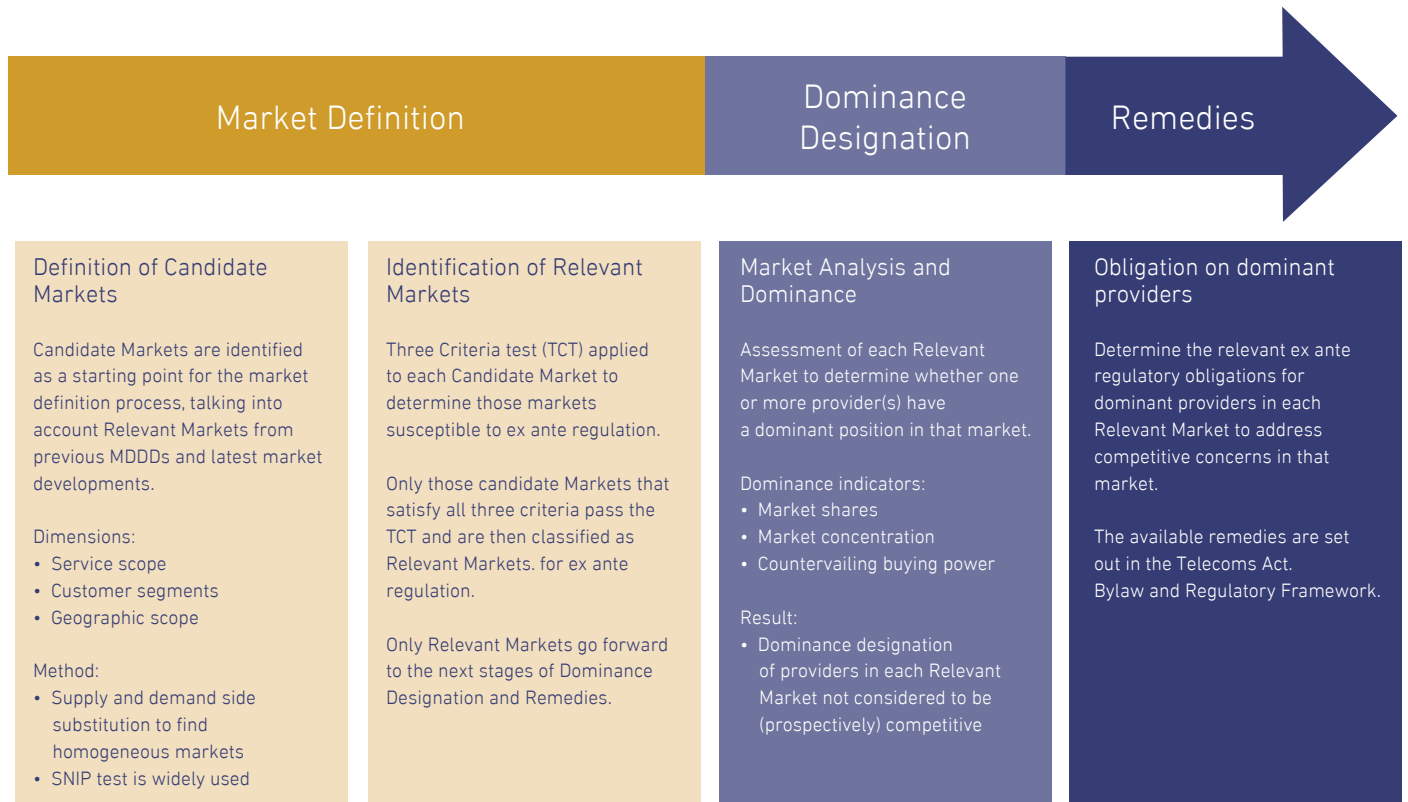 Market Definition
Dominance
Designation
Remedies
Definition of Candidate
Markets
Candidate Markets are identified
as a starting point for the market
definition process, talking into
account Relevant Markets from
previous MDDDs and latest market
developments.
Dimensions:
• Service scope
• Customer segments
• Geographic scope
Method:
• Supply and demand side
substitution to find
homogeneous markets
• SNIP test is widely used
Identification of Relevant
Markets
Three Criteria test (TCT) applied
to each Candidate Market to
determine those markets
susceptible to ex ante regulation.
Only those candidate Markets that
satisfy all three criteria pass the
TCT and are then classified as
Relevant Markets. for ex ante
regulation.
Only Relevant Markets go forward
to the next stages of Dominance
Designation and Remedies.
Market Analysis and
Dominance
Assessment of each Relevant
Market to determine whether one
or more provider(s) have
a dominant position in that market.
Dominance indicators:
• Market shares
• Market concentration
• Countervailing buying power
Result:
• Dominance designation
of providers in each Relevant
Market not considered to be
(prospectively) competitive
Obligation on dominant
providers
Determine the relevant ex ante
regulatory obligations for
dominant providers in each
Relevant Market to address
competitive concerns in that
market.
The available remedies are set
out in the Telecoms Act.
Bylaw and Regulatory Framework.